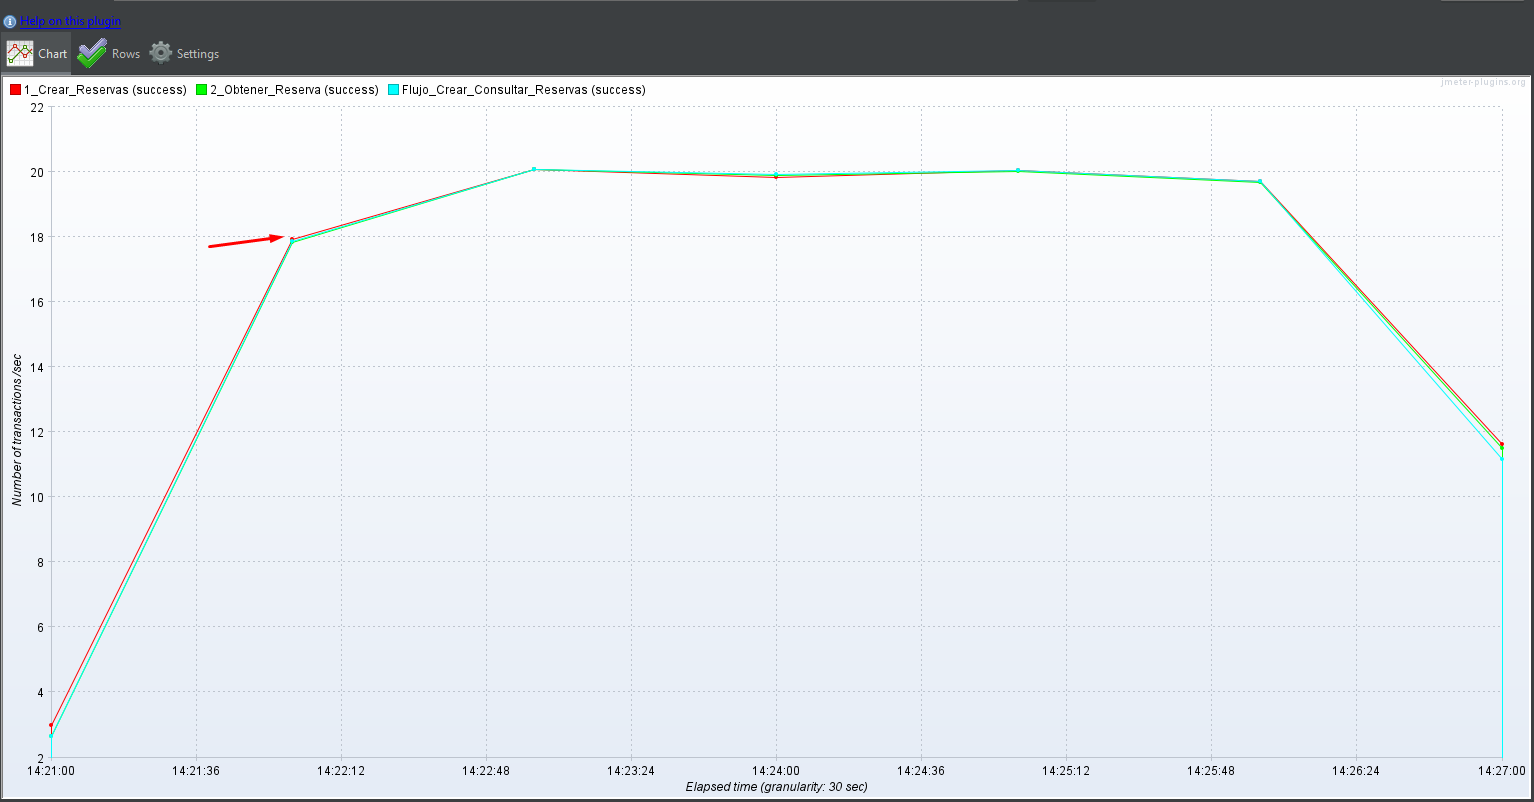 Help on this plugin
Chart Rows Settings
1_Crear_Reservas (success) 2_Obtener_Reserva (success) Flujo_Crear_Consultar_Reservas (success)
jmeter-plugins.org
22
20
18
16
14
12
10
8
6
4
2
Number of transactions /sec
14:21:00 14:21:36 14:22:12 14:22:48 14:23:24 14:24:00 14:24:36 14:25:12 14:25:48 14:26:24 14:27:00
Elapsed time (granularity: 30 sec)